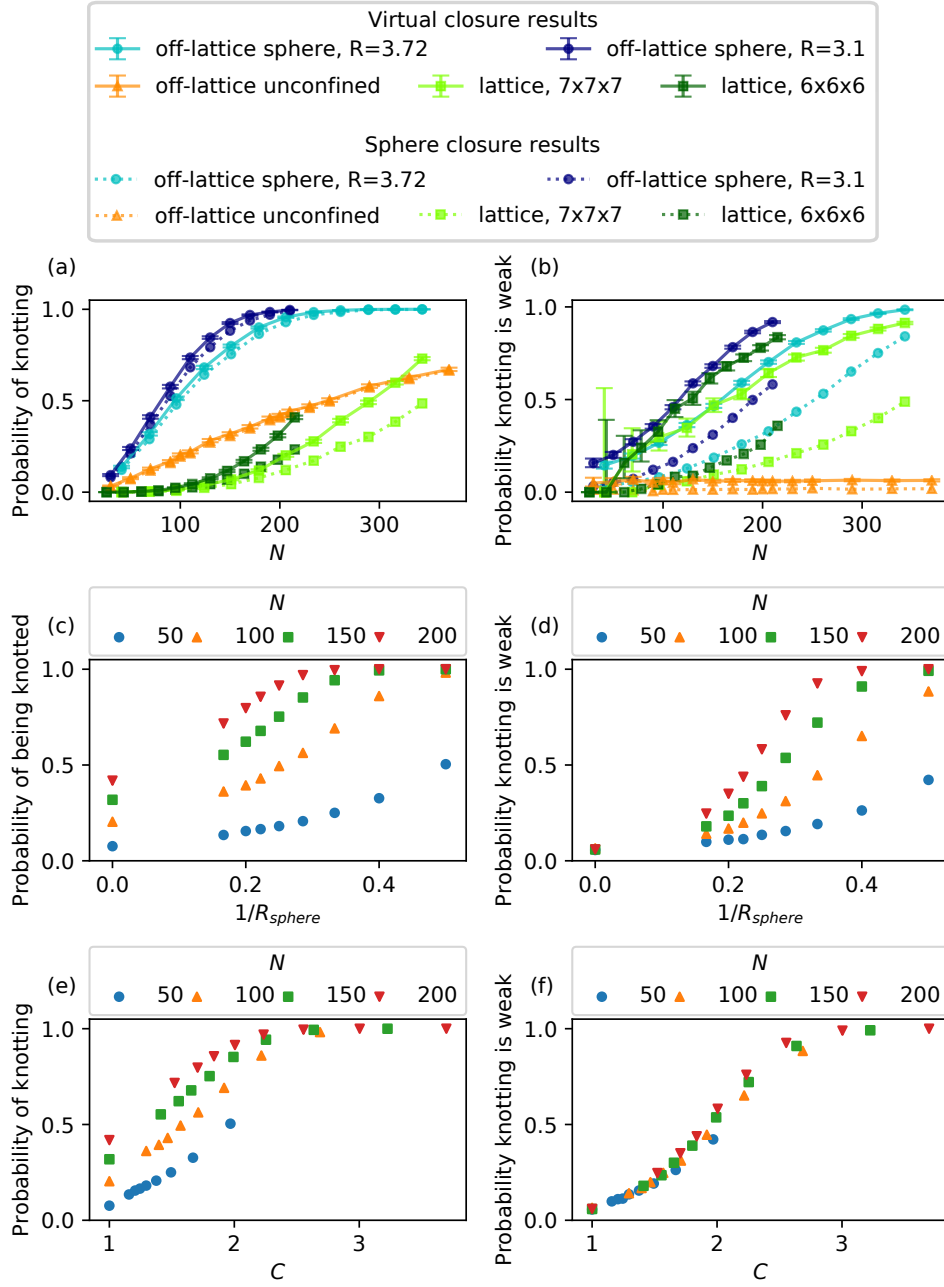 Virtual closure results
off-lattice sphere, R=3.72 off-lattice sphere, R=3.1
off-lattice unconfined lattice, 7x7x7 lattice, 6x6x6
Sphere closure results
off-lattice sphere, R=3.72 off-lattice sphere, R=3.1
off-lattice unconfined lattice, 7x7x7 lattice, 6x6x6
(a)
Probability of knotting
1.0
0.5
0.0
100 200 300
N
(b)
Probability knotting is weak
1.0
0.5
0.0
100 200 300
N
(c)
N
50 100 150 200
Probability of being knotted
1.0
0.5
0.0
0.0 0.2 0.4
1/R_sphere
(d)
N
50 100 150 200
Probability knotting is weak
1.0
0.5
0.0
0.0 0.2 0.4
1/R_sphere
(e)
N
50 100 150 200
Probability of knotting
1.0
0.5
0.0
1 2 3
C
(f)
N
50 100 150 200
Probability knotting is weak
1.0
0.5
0.0
1 2 3
C